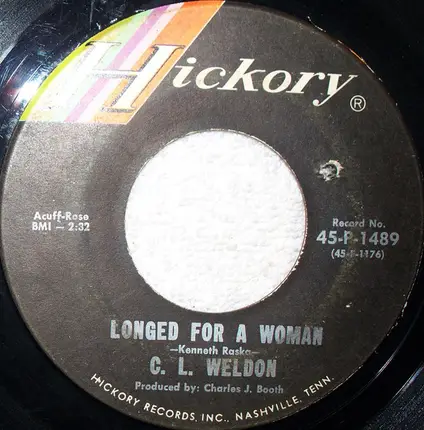 Hickory ®
Acuff-Rose
BMI — 2:32
Record No.
45-P-1489
(45-P-1176)
LONGED FOR A WOMAN
—Kenneth Raska—
C. L. WELDON
Produced by: Charles J. Booth
HICKORY RECORDS, INC., NASHVILLE, TENN.